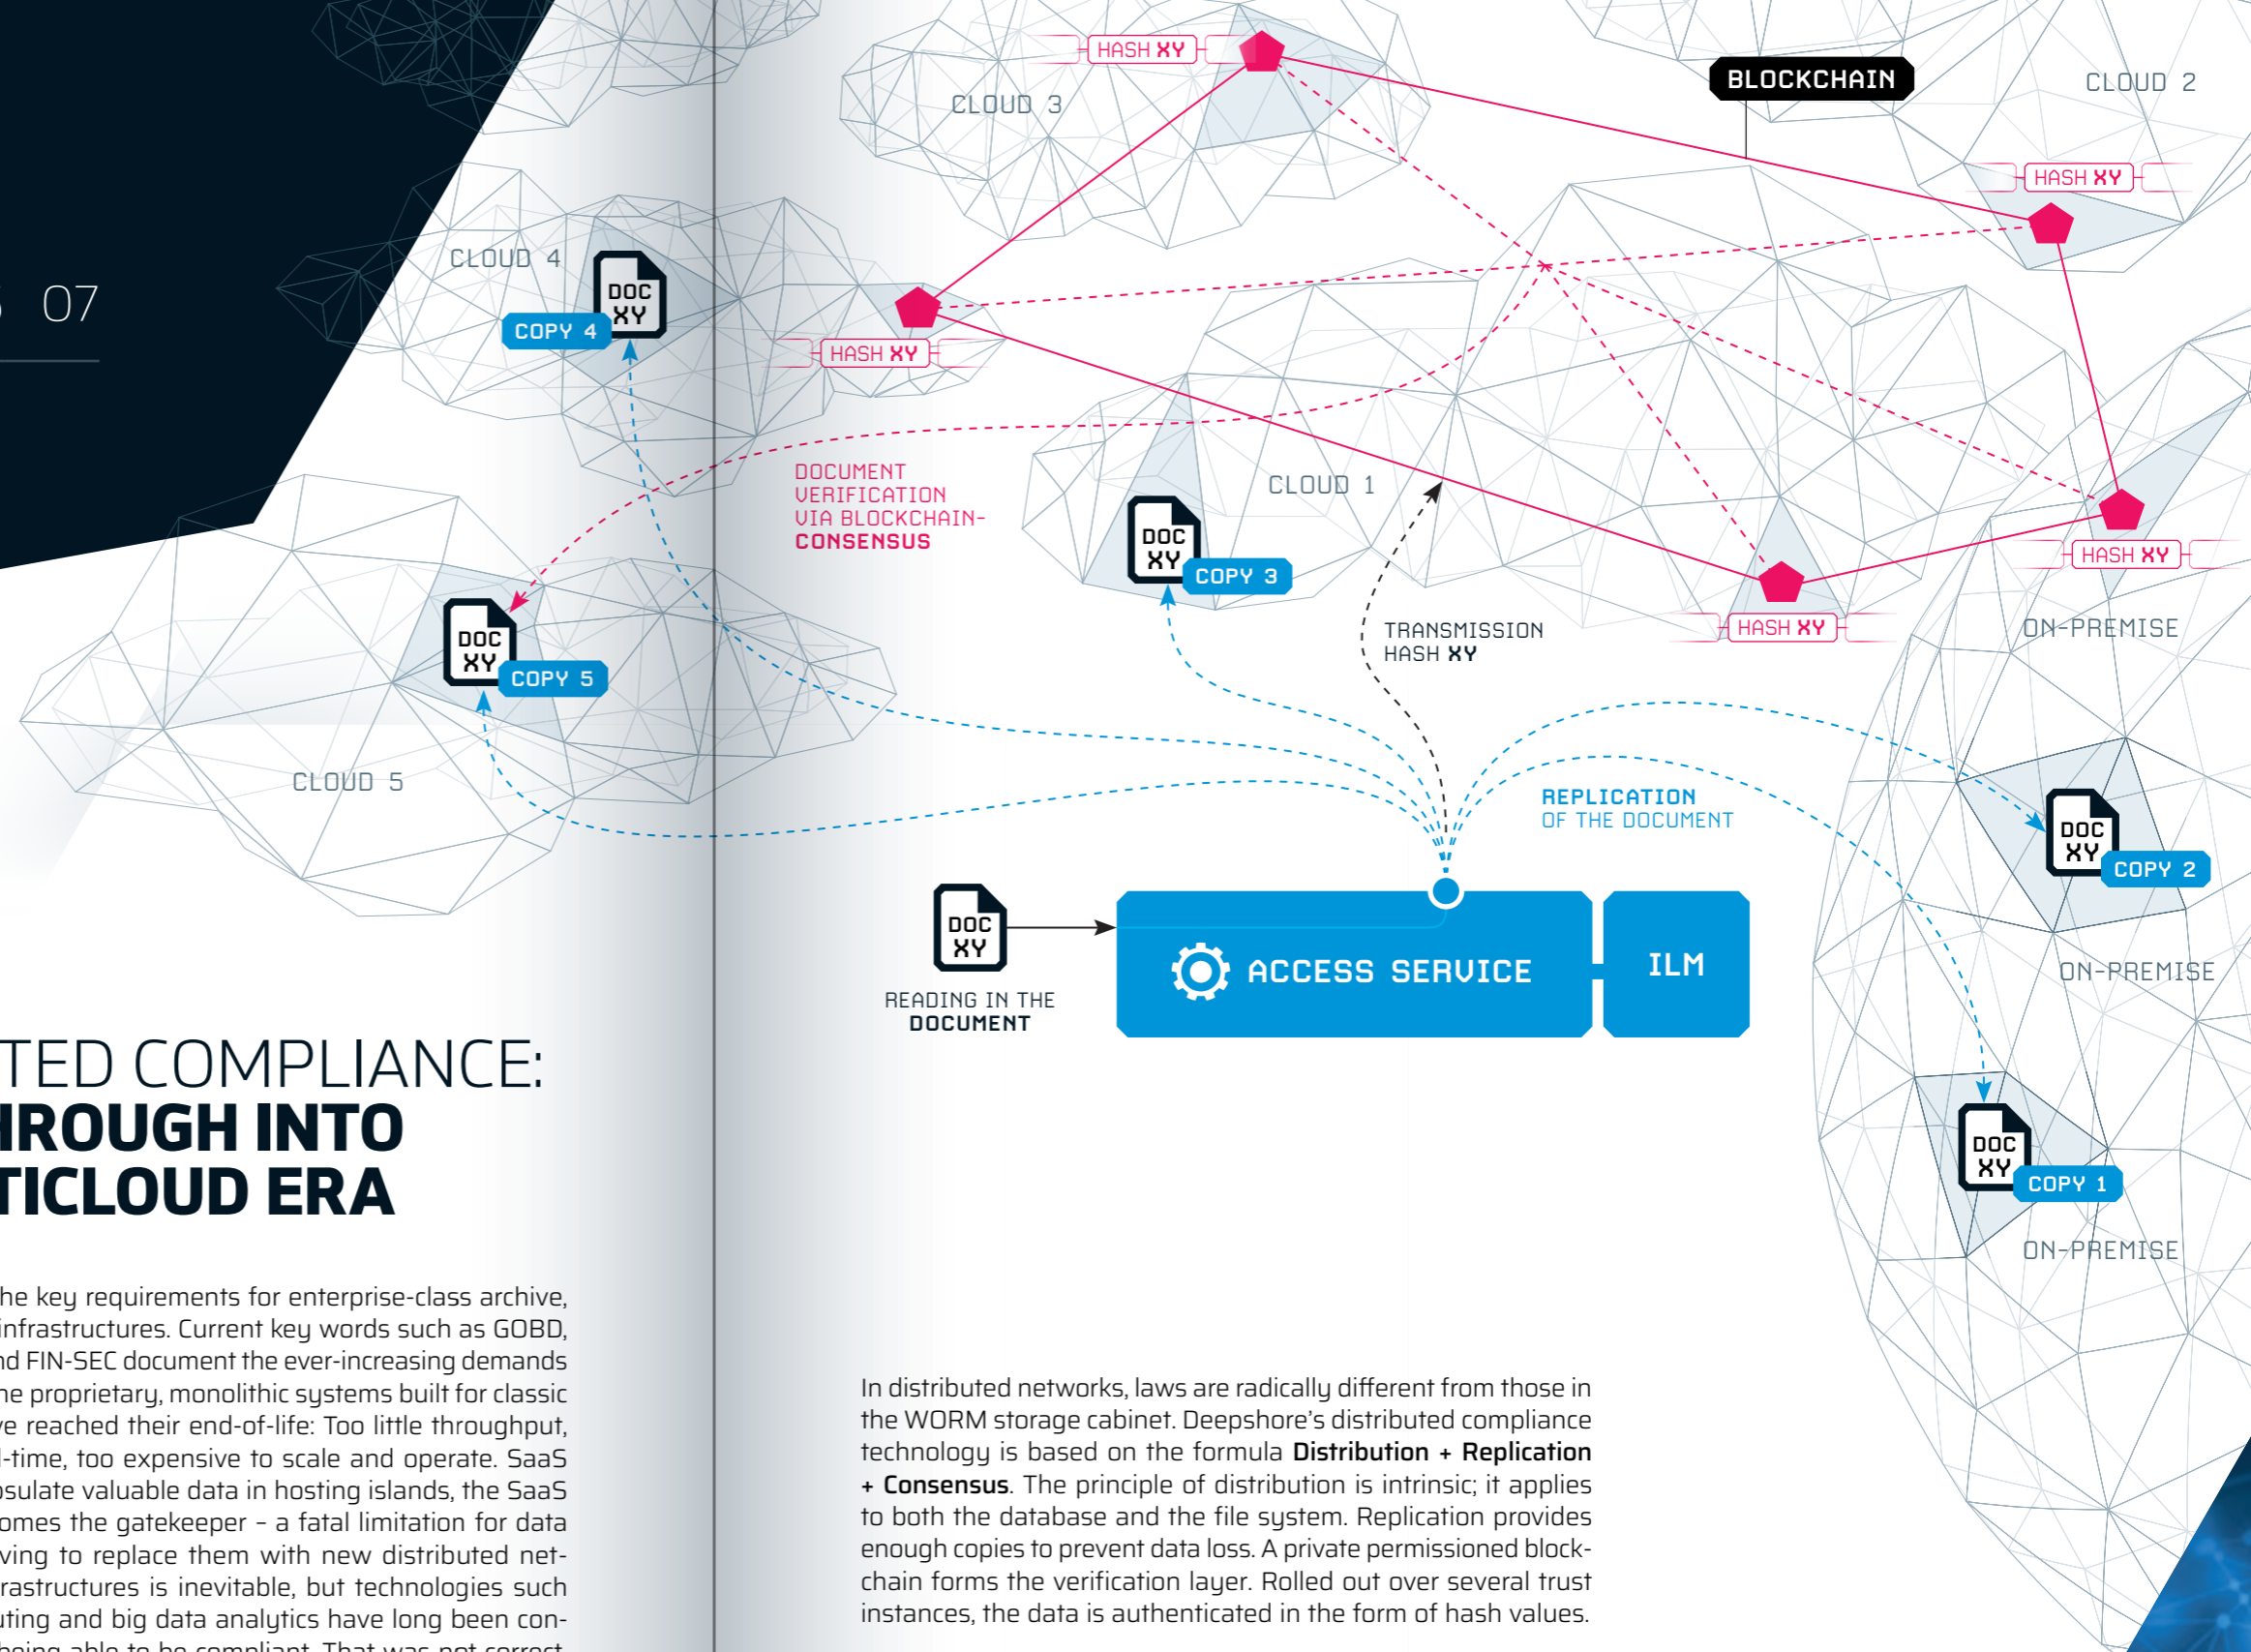 07
HASH XY
CLOUD 3
BLOCKCHAIN
CLOUD 2
HASH XY
CLOUD 4
DOC
XY
COPY 4
HASH XY
DOCUMENT
VERIFICATION
VIA BLOCKCHAIN-
CONSENSUS
CLOUD 1
DOC
XY
COPY 3
HASH XY
HASH XY
ON-PREMISE
TRANSMISSION
HASH XY
DOC
XY
COPY 5
CLOUD 5
REPLICATION
OF THE DOCUMENT
DOC
XY
COPY 2
ON-PREMISE
DOC
XY
READING IN THE
DOCUMENT
ACCESS SERVICE
ILM
DOC
XY
COPY 1
ON-PREMISE
TED COMPLIANCE:
HROUGH INTO
TICLOUD ERA
he key requirements for enterprise-class archive,
infrastructures. Current key words such as GOBD,
nd FIN-SEC document the ever-increasing demands
he proprietary, monolithic systems built for classic
ve reached their end-of-life: Too little throughput,
l-time, too expensive to scale and operate. SaaS
psulate valuable data in hosting islands, the SaaS
omes the gatekeeper – a fatal limitation for data
ving to replace them with new distributed net-
frastructures is inevitable, but technologies such
uting and big data analytics have long been con-
being able to be compliant. That was not correct
In distributed networks, laws are radically different from those in
the WORM storage cabinet. Deepshore's distributed compliance
technology is based on the formula Distribution + Replication
+ Consensus. The principle of distribution is intrinsic; it applies
to both the database and the file system. Replication provides
enough copies to prevent data loss. A private permissioned block-
chain forms the verification layer. Rolled out over several trust
instances, the data is authenticated in the form of hash values.